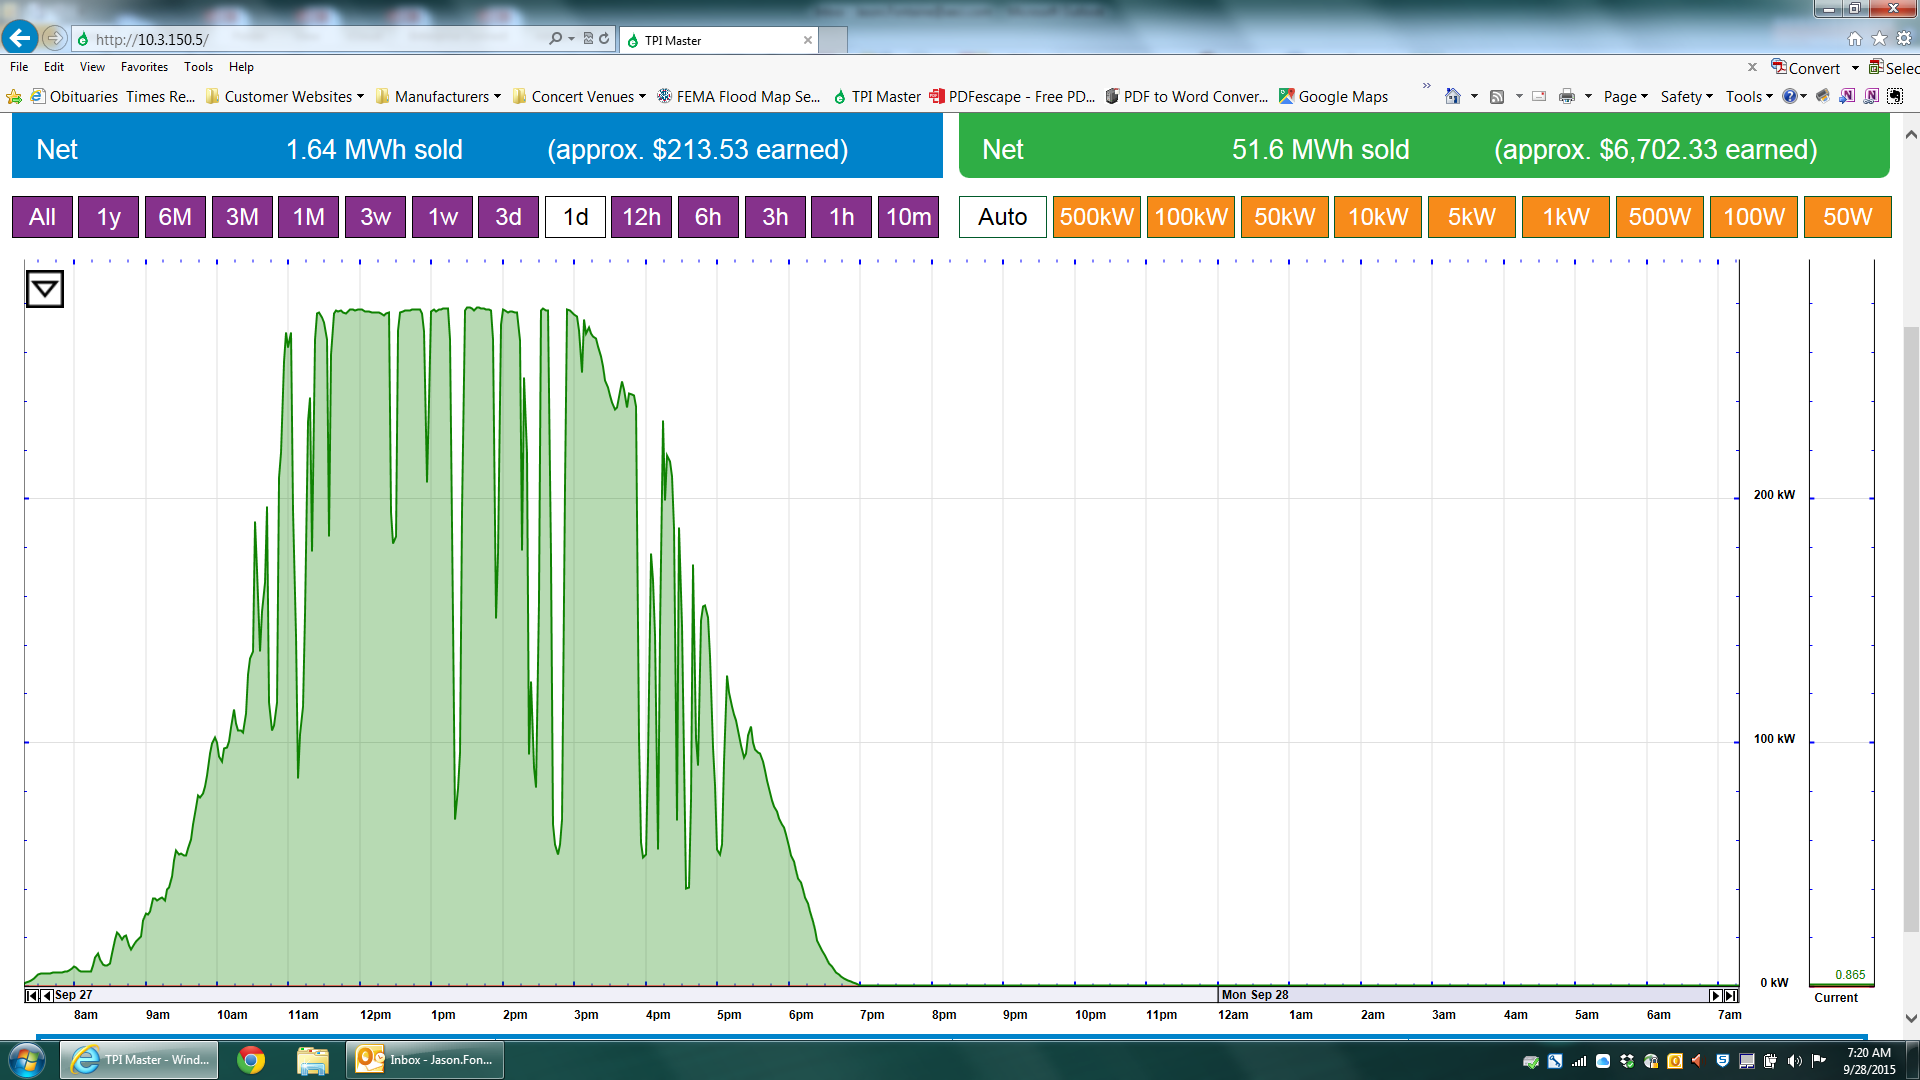 http://10.3.150.5/
TPI Master
File Edit View Favorites Tools Help
Convert Selec
Obituaries Times Re... Customer Websites Manufacturers Concert Venues FEMA Flood Map Se... TPI Master PDFescape - Free PD... PDF to Word Conver... Google Maps » Page Safety Tools
Net 1.64 MWh sold (approx. $213.53 earned)
Net 51.6 MWh sold (approx. $6,702.33 earned)
All 1y 6M 3M 1M 3w 1w 3d 1d 12h 6h 3h 1h 10m
Auto 500kW 100kW 50kW 10kW 5kW 1kW 500W 100W 50W
200 kW
100 kW
0.865
0 kW
Sep 27 Mon Sep 28
Current
8am 9am 10am 11am 12pm 1pm 2pm 3pm 4pm 5pm 6pm 7pm 8pm 9pm 10pm 11pm 12am 1am 2am 3am 4am 5am 6am 7am
TPI Master - Wind...
Inbox - Jason.Fon...
7:20 AM
9/28/2015